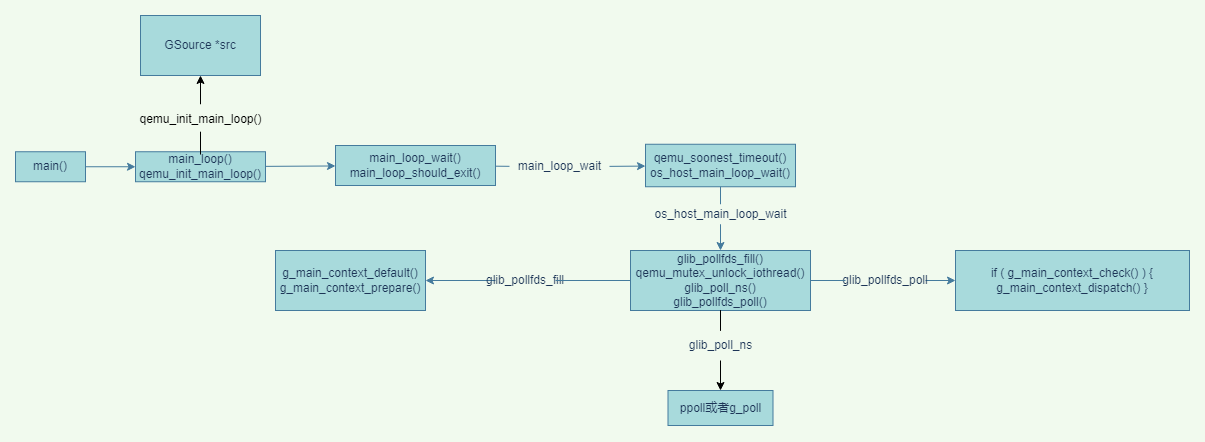 GSource *src
qemu_init_main_loop()
main()
main_loop()
qemu_init_main_loop()
main_loop_wait()
main_loop_should_exit()
main_loop_wait
qemu_soonest_timeout()
os_host_main_loop_wait()
os_host_main_loop_wait
g_main_context_default()
g_main_context_prepare()
glib_pollfds_fill
glib_pollfds_fill()
qemu_mutex_unlock_iothread()
glib_poll_ns()
glib_pollfds_poll()
glib_pollfds_poll
if ( g_main_context_check() ) {
g_main_context_dispatch() }
glib_poll_ns
ppoll或者g_poll